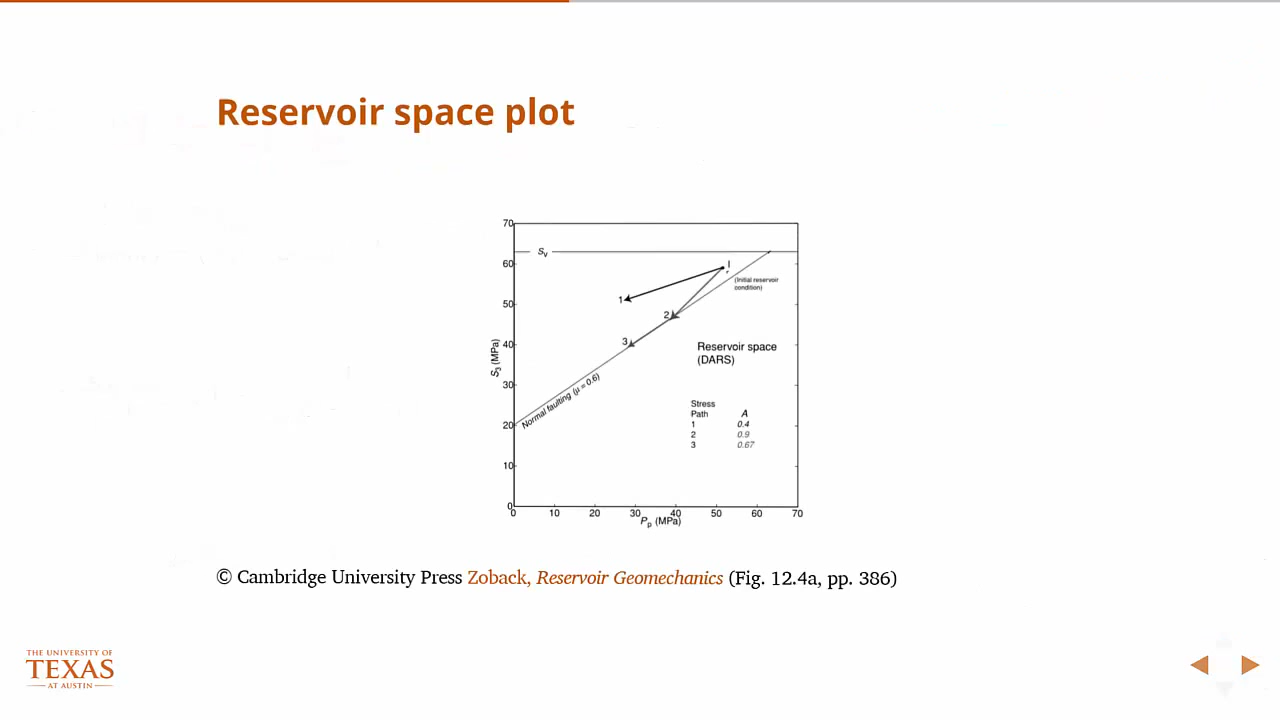 Reservoir space plot
70
Sv
60
I
(Initial reservoir
condition)
1
50
2
3
40
Reservoir space
(DARS)
S3 (MPa)
30
Normal faulting (μ = 0.6)
Stress
Path A
1 0.4
2 0.9
3 0.67
20
10
0
0 10 20 30 40 50 60 70
Pp (MPa)
© Cambridge University Press Zoback, Reservoir Geomechanics (Fig. 12.4a, pp. 386)
THE UNIVERSITY OF
TEXAS
AT AUSTIN